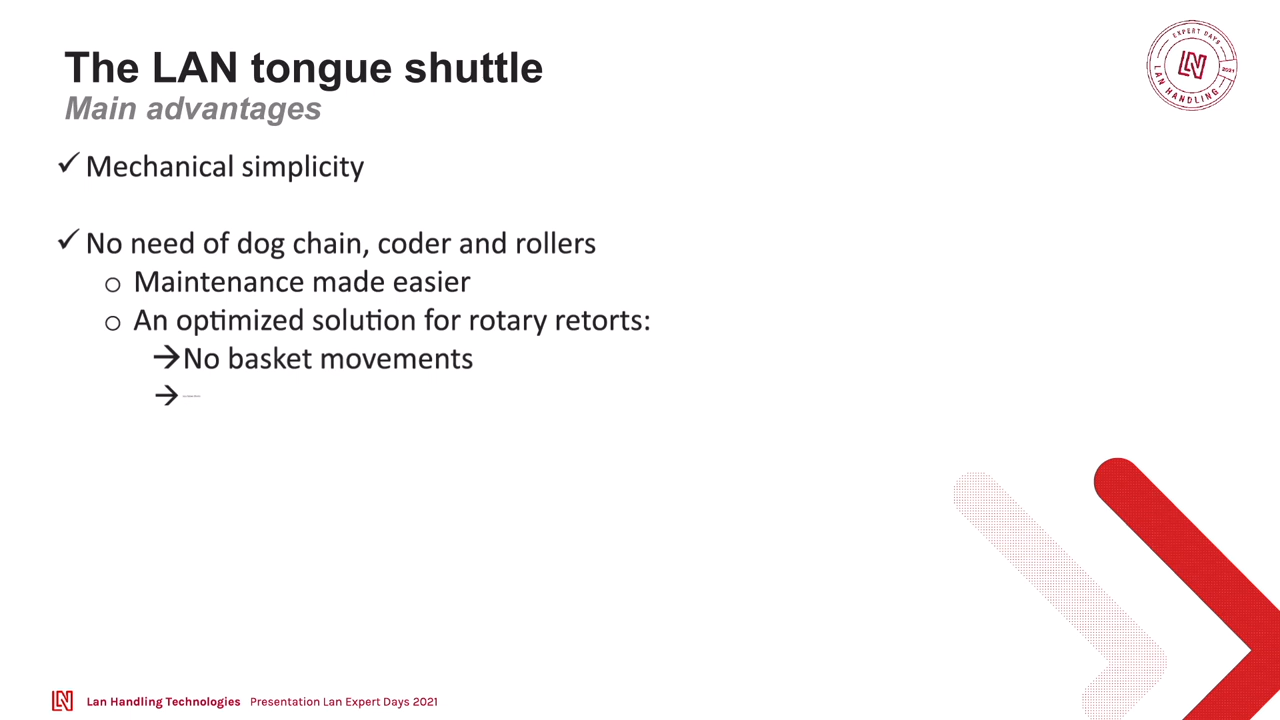 The LAN tongue shuttle
Main advantages
EXPERT DAYS
LN
2021
LAN HANDLING
✓ Mechanical simplicity
✓ No need of dog chain, coder and rollers
o Maintenance made easier
o An optimized solution for rotary retorts:
→No basket movements
→
LN Lan Handling Technologies Presentation Lan Expert Days 2021